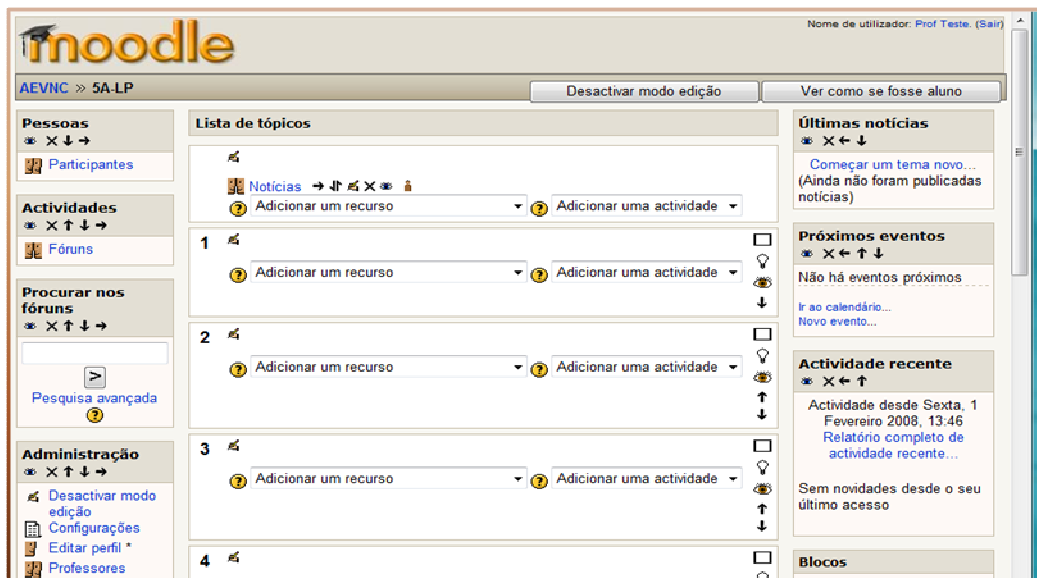 moodle
Nome de utilizador: Prof Teste. (Sair)
AEVNC » 5A-LP
Desactivar modo edição
Ver como se fosse aluno
Pessoas
Participantes
Actividades
Fóruns
Procurar nos
fóruns
>
Pesquisa avançada
?
Administração
Desactivar modo
edição
Configurações
Editar perfil *
Professores
Lista de tópicos
Notícias
? Adicionar um recurso
? Adicionar uma actividade
1
? Adicionar um recurso
? Adicionar uma actividade
2
? Adicionar um recurso
? Adicionar uma actividade
3
? Adicionar um recurso
? Adicionar uma actividade
4
Últimas notícias
Começar um tema novo...
(Ainda não foram publicadas
notícias)
Próximos eventos
Não há eventos próximos
Ir ao calendário...
Novo evento...
Actividade recente
Actividade desde Sexta, 1
Fevereiro 2008, 13:46
Relatório completo de
actividade recente...
Sem novidades desde o seu
último acesso
Blocos